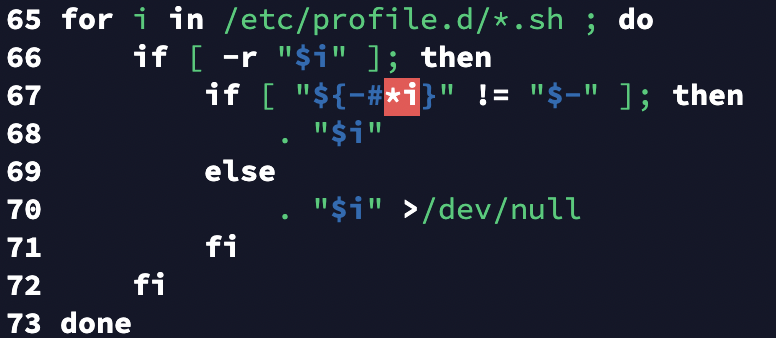 65 for i in /etc/profile.d/*.sh ; do
66     if [ -r "$i" ]; then
67         if [ "${-#*i}" != "$-" ]; then
68             . "$i"
69         else
70             . "$i" >/dev/null
71         fi
72     fi
73 done